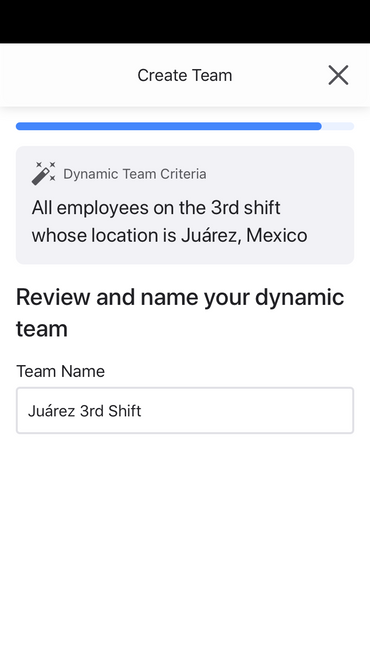 Create Team
Dynamic Team Criteria
All employees on the 3rd shift
whose location is Juárez, Mexico
Review and name your dynamic
team
Team Name
Juárez 3rd Shift